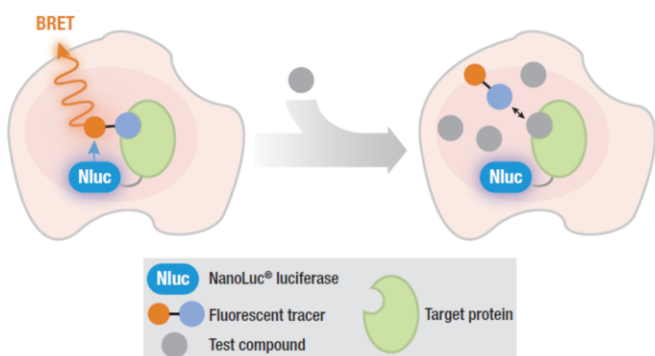 BRET
Nluc
Nluc
Nluc NanoLuc® luciferase
Fluorescent tracer
Target protein
Test compound